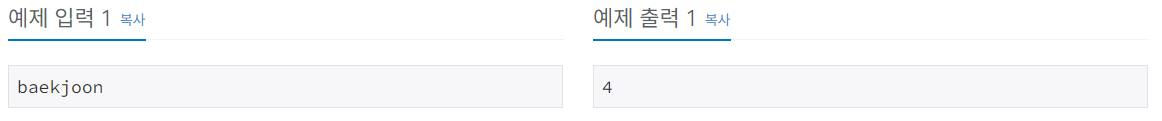 예제 입력 1 복사
baekjoon
예제 출력 1 복사
4